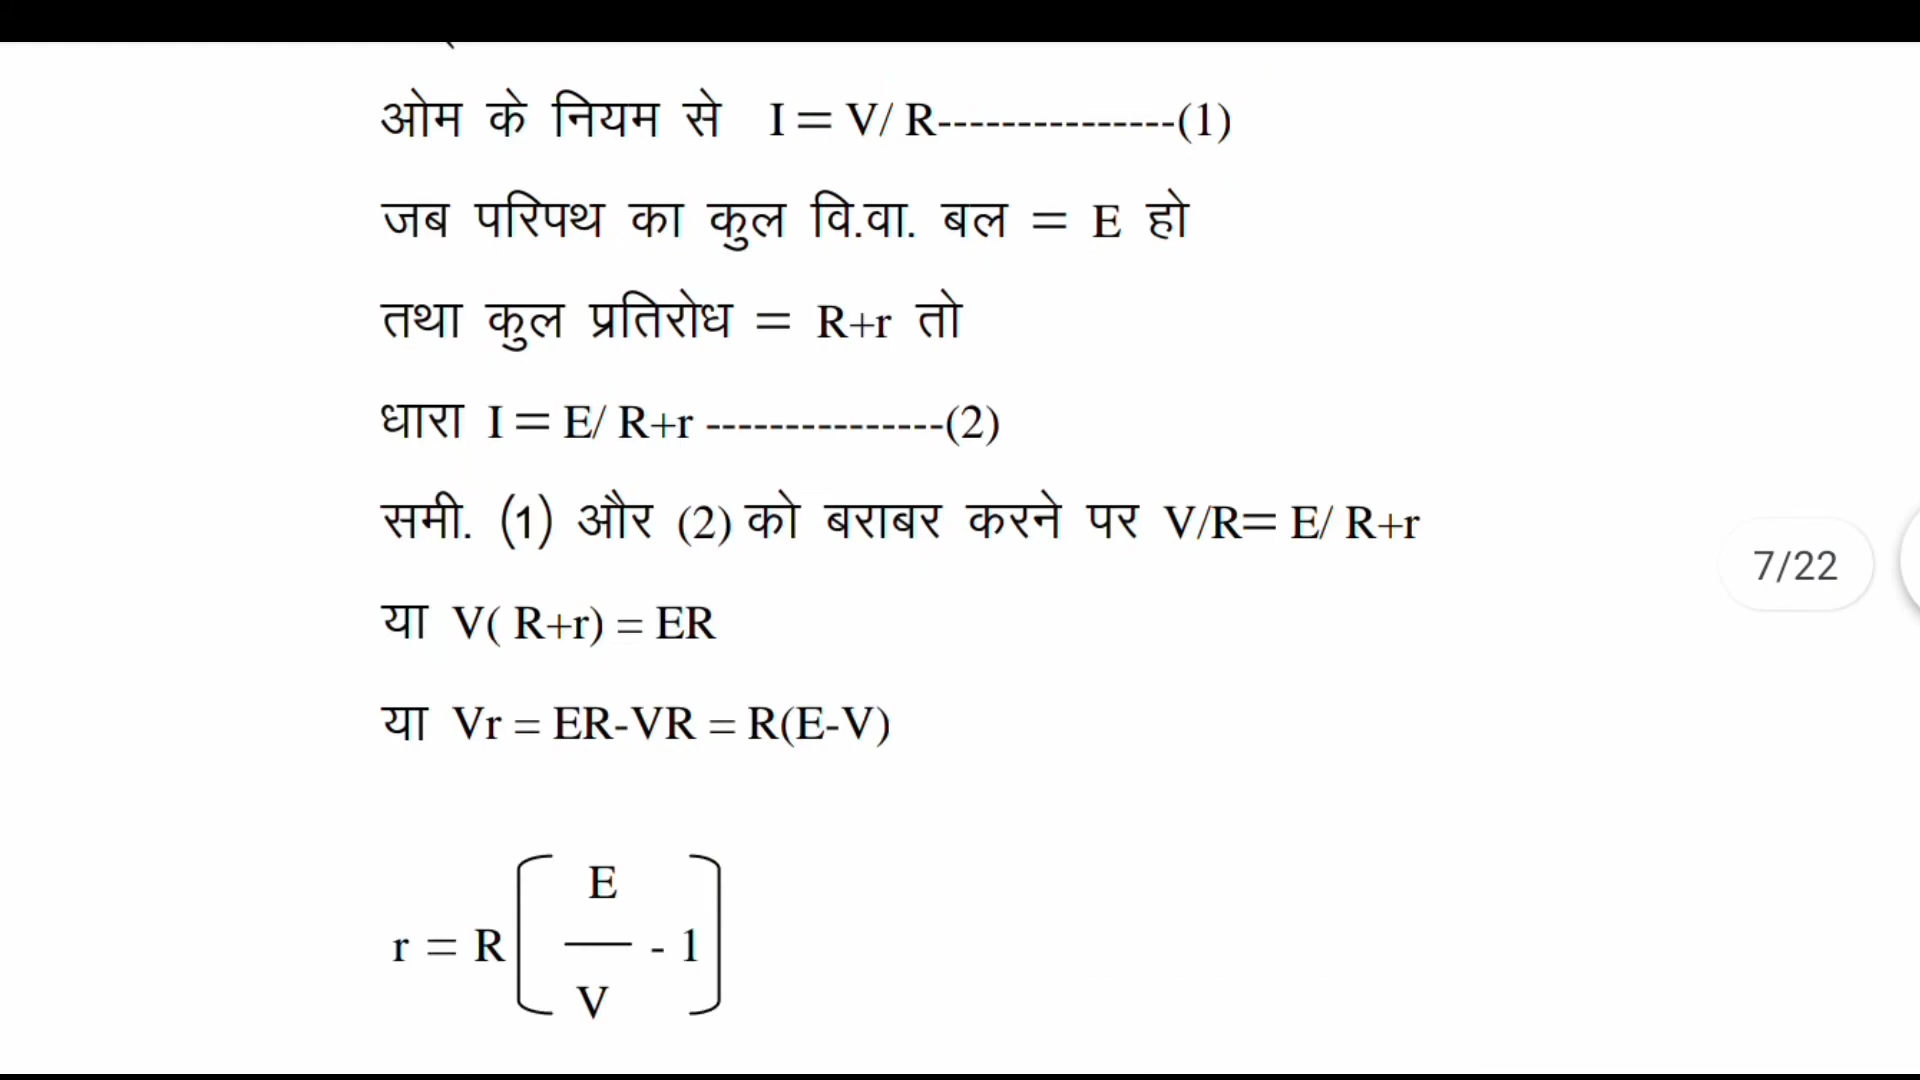 ओम के नियम से I = V/ R---------------(1)
जब परिपथ का कुल वि.वा. बल = E हो
तथा कुल प्रतिरोध = R+r तो
धारा I = E/ R+r ---------------(2)
समी. (1) और (2) को बराबर करने पर V/R= E/ R+r
7/22
या V( R+r) = ER
या Vr = ER-VR = R(E-V)
E
r = R - 1
V